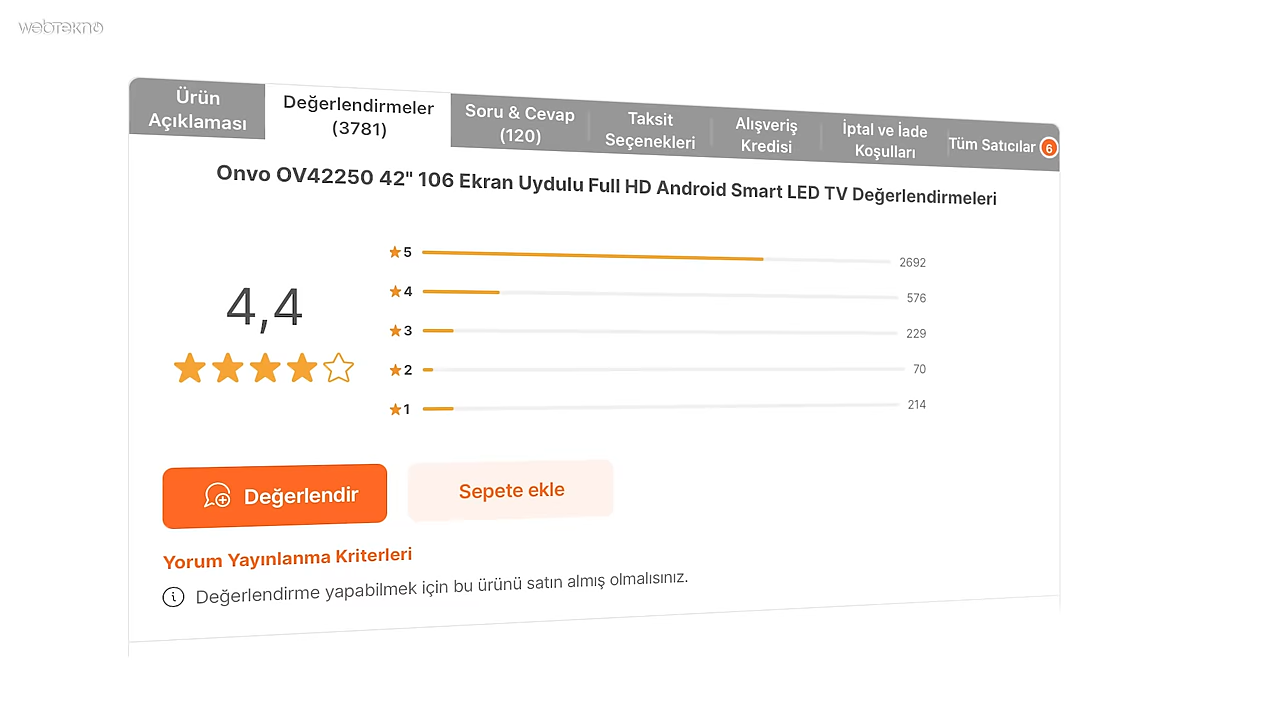 webtekno
Ürün
Açıklaması
Değerlendirmeler
(3781)
Soru & Cevap
(120)
Taksit
Seçenekleri
Alışveriş
Kredisi
İptal ve İade
Koşulları
Tüm Satıcılar 6
Onvo OV42250 42" 106 Ekran Uydulu Full HD Android Smart LED TV Değerlendirmeleri
4,4
5 2692
4 576
3 229
2 70
1 214
Değerlendir
Sepete ekle
Yorum Yayınlanma Kriterleri
Değerlendirme yapabilmek için bu ürünü satın almış olmalısınız.